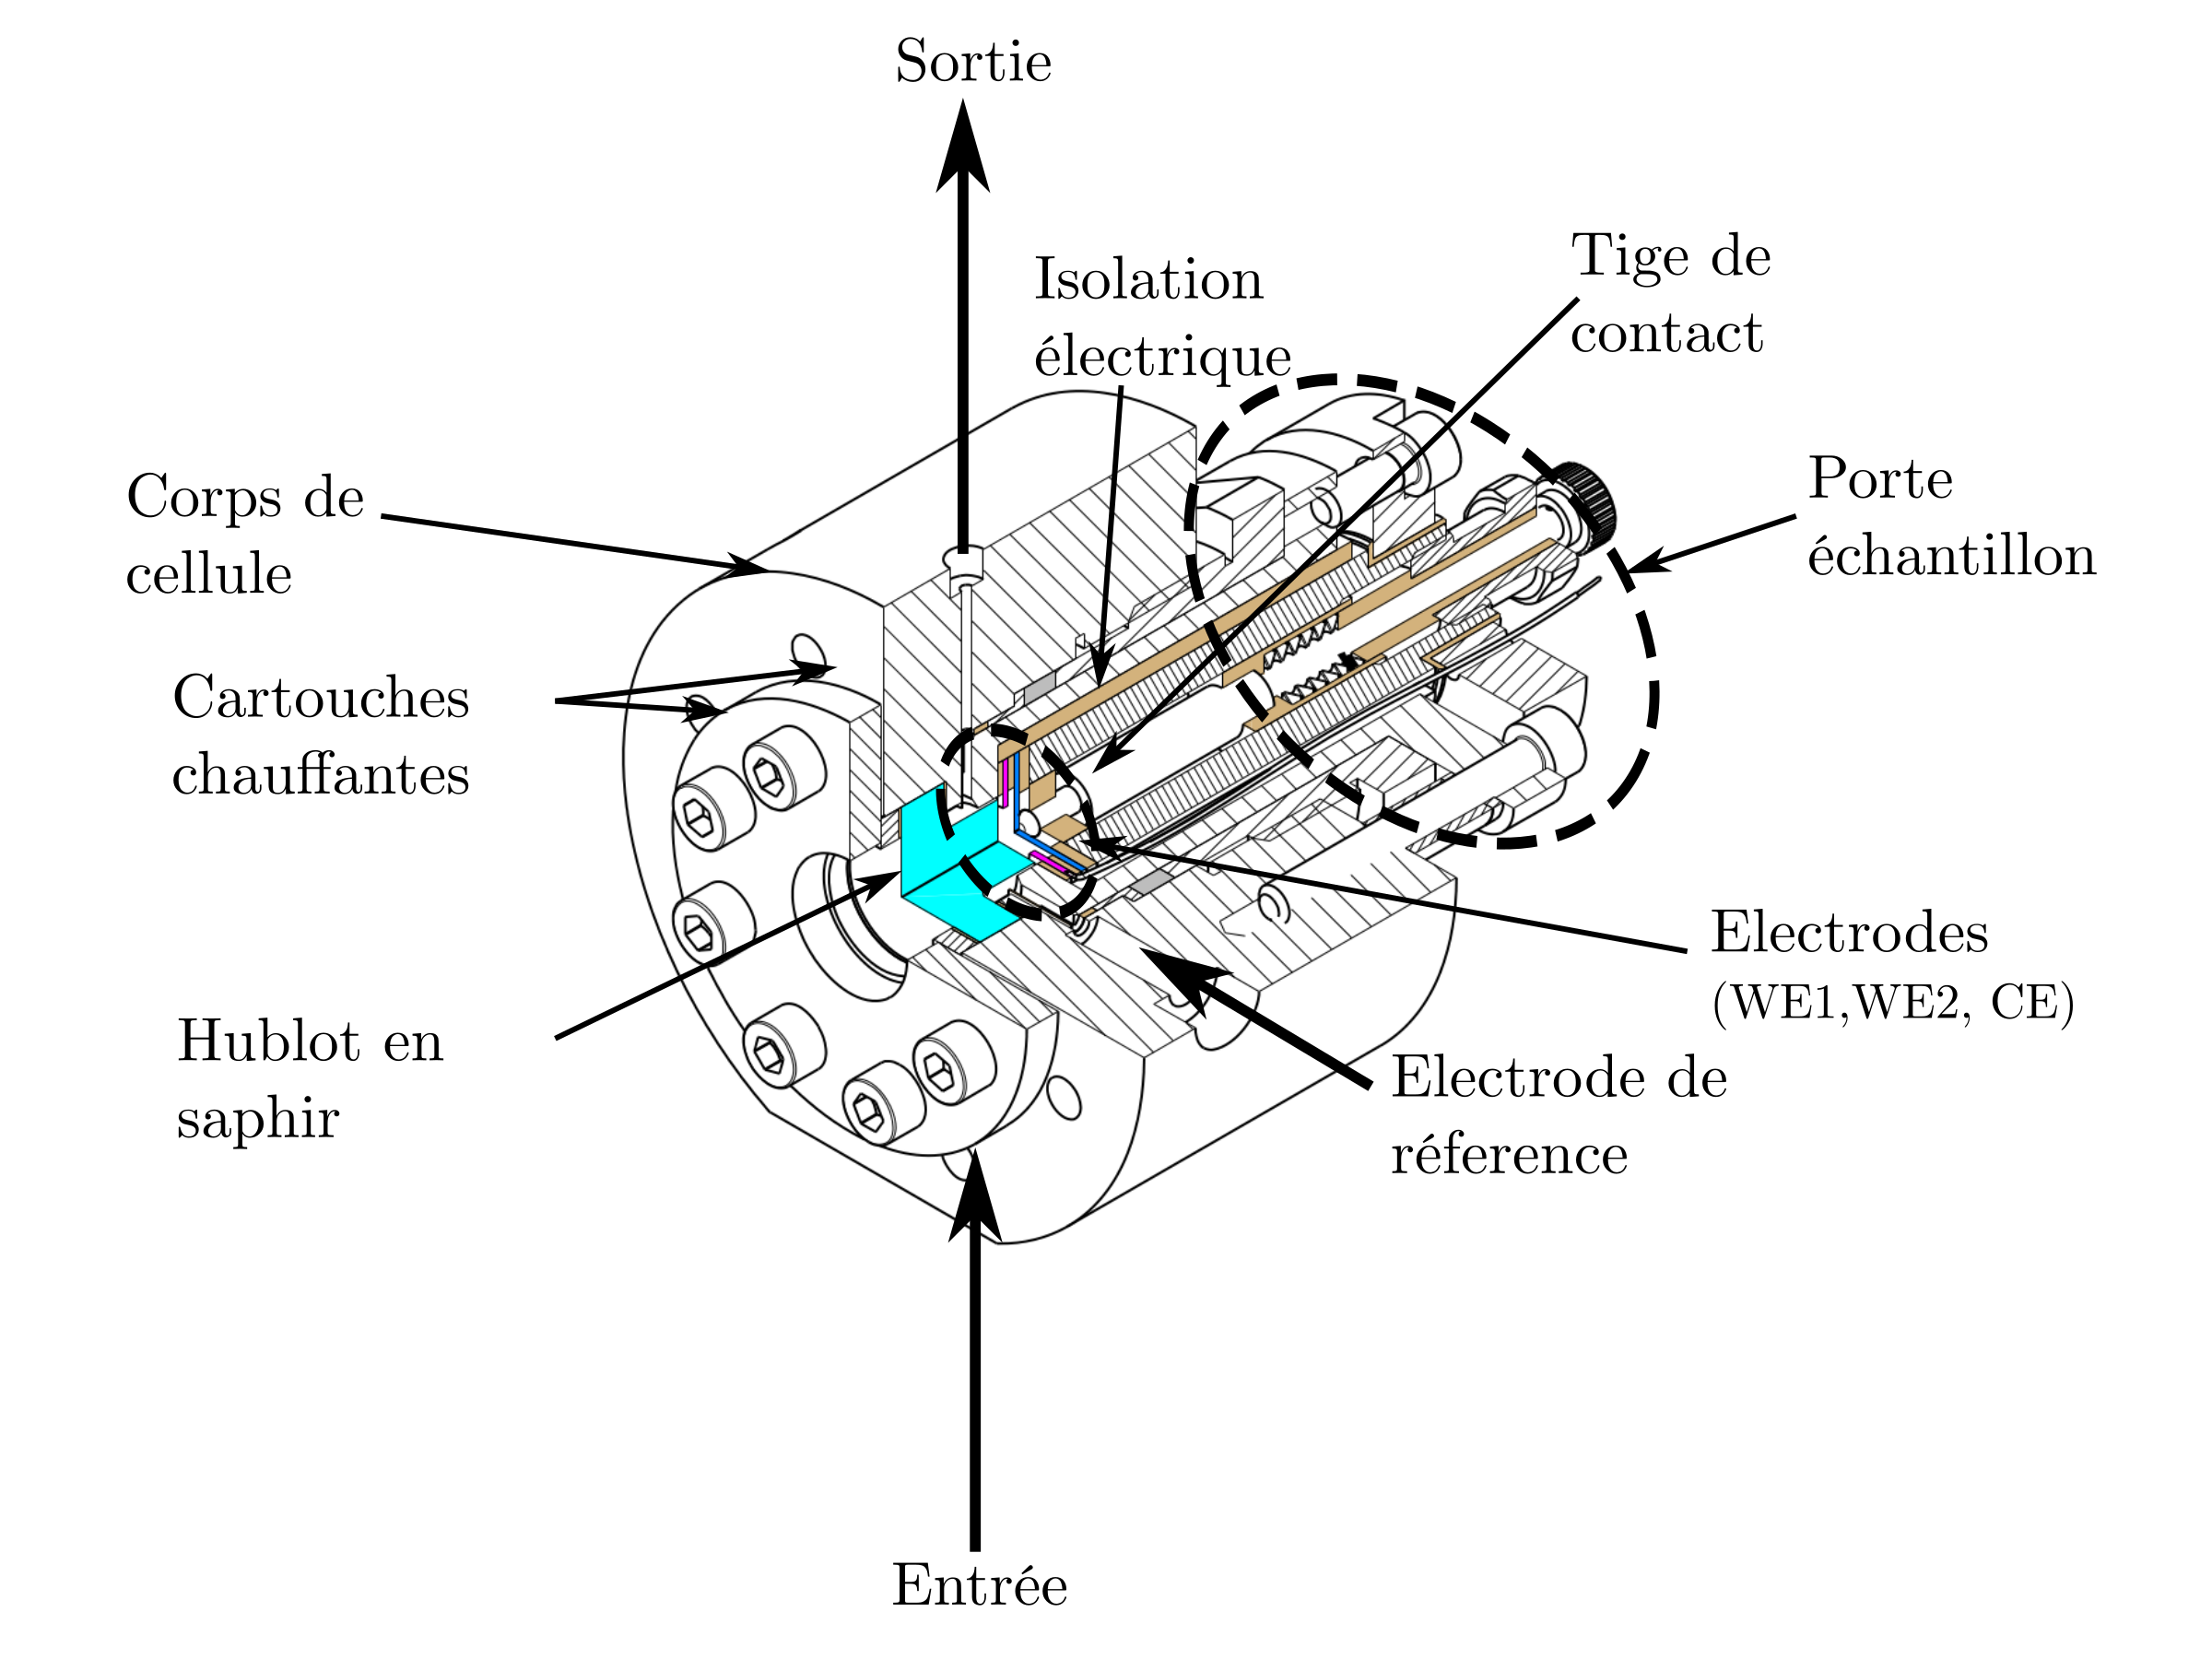 Sortie
Isolation
électrique
Tige de
contact
Corps de
cellule
Porte
échantillon
Cartouches
chauffantes
Electrodes
(WE1,WE2, CE)
Hublot en
saphir
Electrode de
réference
Entrée